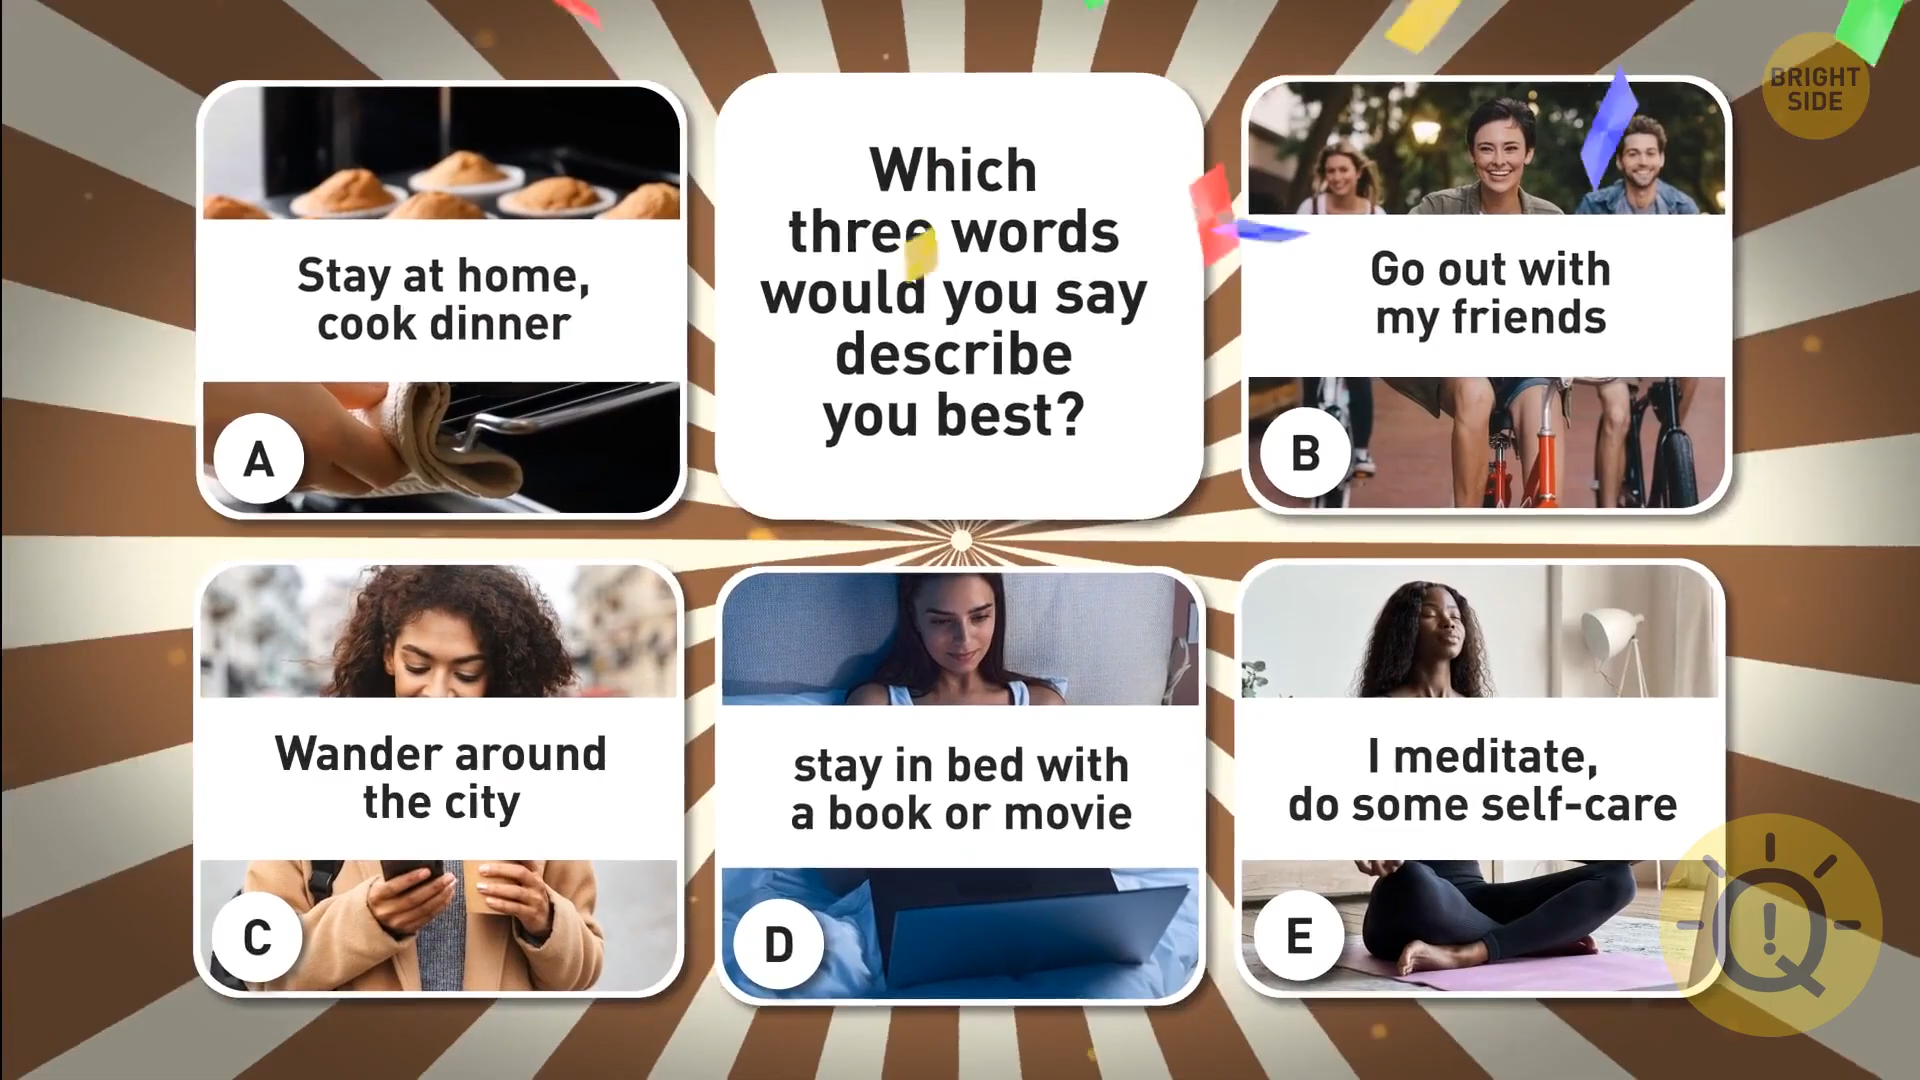 Stay at home,
cook dinner
A
Which
three words
would you say
describe
you best?
Go out with
my friends
B
BRIGHT
SIDE
Wander around
the city
C
stay in bed with
a book or movie
D
I meditate,
do some self-care
E